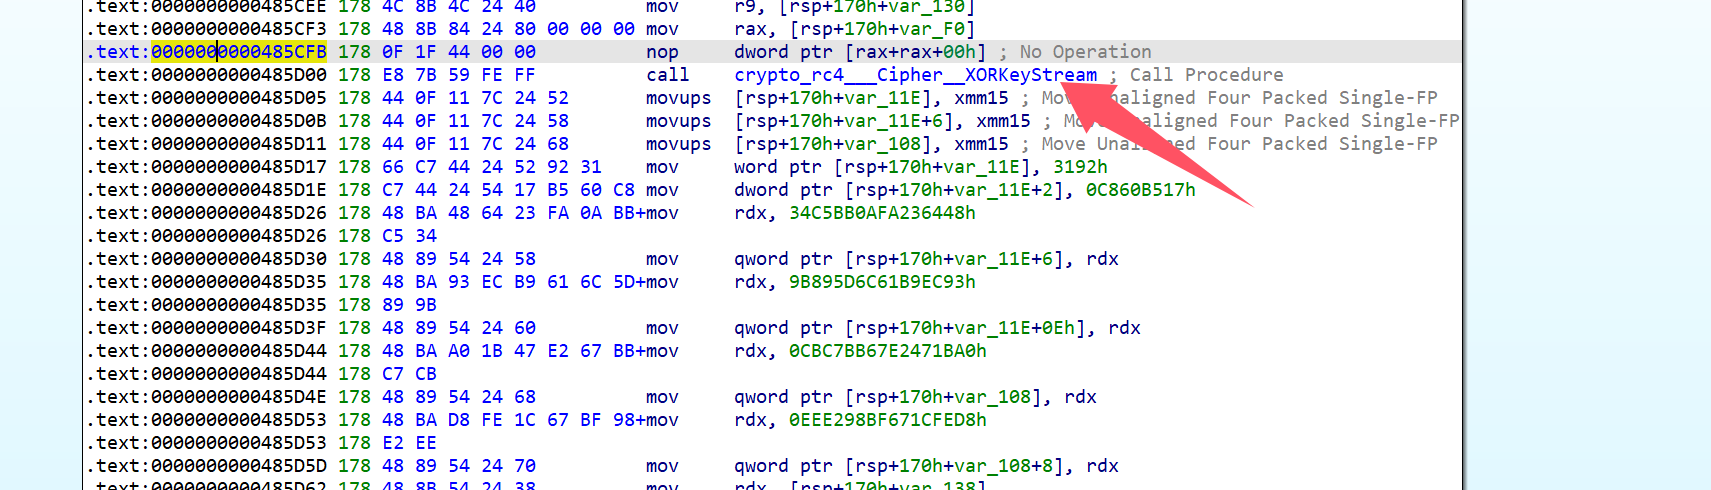 .text:0000000000485CEE 178 4C 8B 4C 24 40 mov r9, [rsp+170h+var_130]
.text:0000000000485CF3 178 48 8B 84 24 80 00 00 00 mov rax, [rsp+170h+var_F0]
.text:0000000000485CFB 178 0F 1F 44 00 00 nop dword ptr [rax+rax+00h] ; No Operation
.text:0000000000485D00 178 E8 7B 59 FE FF call crypto_rc4___Cipher__XORKeyStream ; Call Procedure
.text:0000000000485D05 178 44 0F 11 7C 24 52 movups [rsp+170h+var_11E], xmm15 ; Move Unaligned Four Packed Single-FP
.text:0000000000485D0B 178 44 0F 11 7C 24 58 movups [rsp+170h+var_11E+6], xmm15 ; Move Unaligned Four Packed Single-FP
.text:0000000000485D11 178 44 0F 11 7C 24 68 movups [rsp+170h+var_108], xmm15 ; Move Unaligned Four Packed Single-FP
.text:0000000000485D17 178 66 C7 44 24 52 92 31 mov word ptr [rsp+170h+var_11E], 3192h
.text:0000000000485D1E 178 C7 44 24 54 17 B5 60 C8 mov dword ptr [rsp+170h+var_11E+2], 0C860B517h
.text:0000000000485D26 178 48 BA 48 64 23 FA 0A BB+mov rdx, 34C5BB0AFA236448h
.text:0000000000485D26 178 C5 34
.text:0000000000485D30 178 48 89 54 24 58 mov qword ptr [rsp+170h+var_11E+6], rdx
.text:0000000000485D35 178 48 BA 93 EC B9 61 6C 5D+mov rdx, 9B895D6C61B9EC93h
.text:0000000000485D35 178 89 9B
.text:0000000000485D3F 178 48 89 54 24 60 mov qword ptr [rsp+170h+var_11E+0Eh], rdx
.text:0000000000485D44 178 48 BA A0 1B 47 E2 67 BB+mov rdx, 0CBC7BB67E2471BA0h
.text:0000000000485D44 178 C7 CB
.text:0000000000485D4E 178 48 89 54 24 68 mov qword ptr [rsp+170h+var_108], rdx
.text:0000000000485D53 178 48 BA D8 FE 1C 67 BF 98+mov rdx, 0EEE298BF671CFED8h
.text:0000000000485D53 178 E2 EE
.text:0000000000485D5D 178 48 89 54 24 70 mov qword ptr [rsp+170h+var_108+8], rdx
.text:0000000000485D62 178 48 8B 54 24 38 mov rdx, [rsp+170h+var_138]